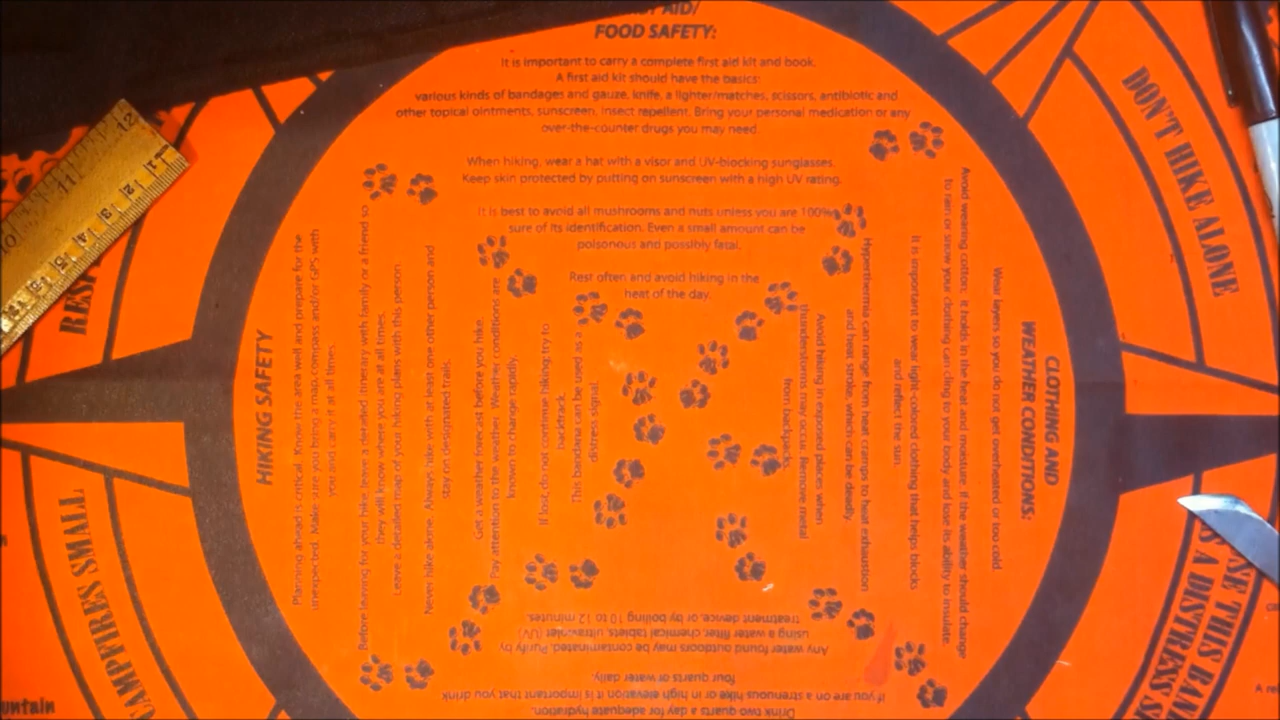 AID/
FOOD SAFETY:
It is important to carry a complete first aid kit and book.
A first aid kit should have the basics:
various kinds of bandages and gauze, knife, a lighter/matches, scissors, antibiotic and
other topical ointments, sunscreen, insect repellent. Bring your personal medication or any
over-the-counter drugs you may need.
When hiking, wear a hat with a visor and UV-blocking sunglasses.
Keep skin protected by putting on sunscreen with a high UV rating.
It is best to avoid all mushrooms and nuts unless you are 100%
sure of its identification. Even a small amount can be
poisonous and possibly fatal.
Rest often and avoid hiking in the
heat of the day.
DON'T HIKE ALONE
CLOTHING AND
WEATHER CONDITIONS:
Wear layers so you do not get overheated or too cold.
Avoid wearing cotton; it holds in the heat and moisture. If the weather should change
to rain or snow your clothing can cling to your body and lose its ability to insulate.
It is important to wear light-colored clothing that helps blocks
and reflect the sun.
Hyperthermia can range from heat cramps to heat exhaustion
and heat stroke, which can be deadly.
Avoid hiking in exposed places when
thunderstorms may occur. Remove metal
from backpacks.
HIKING SAFETY
Planning ahead is critical. Know the area well and prepare for the
unexpected. Make sure you bring a map, compass and/or GPS with
you and carry it at all times.
Before leaving for your hike, leave a detailed itinerary with family or a friend so
they will know where you are at all times.
Leave a detailed map of your hiking plans with this person
Never hike alone. Always hike with at least one other person and
stay on designated trails.
Get a weather forecast before you hike.
Pay attention to the weather. Weather conditions are
known to change rapidly.
If lost, do not continue hiking; try to
backtrack.
This bandana can be used as a
distress signal.
Drink two quarts a day for adequate hydration.
If you are on a strenuous hike or in high elevation it is important that you drink
four quarts or water daily.
Any water found outdoors may be contaminated. Purify by
using a water filter, chemical tablets, ultraviolet (UV)
treatment device, or by boiling 10 to 12 minutes.
CAMPFIRES SMALL
SE THIS BAN
S A DISTRESS S
RES
untain
10 11 12
11 12 13 14 15